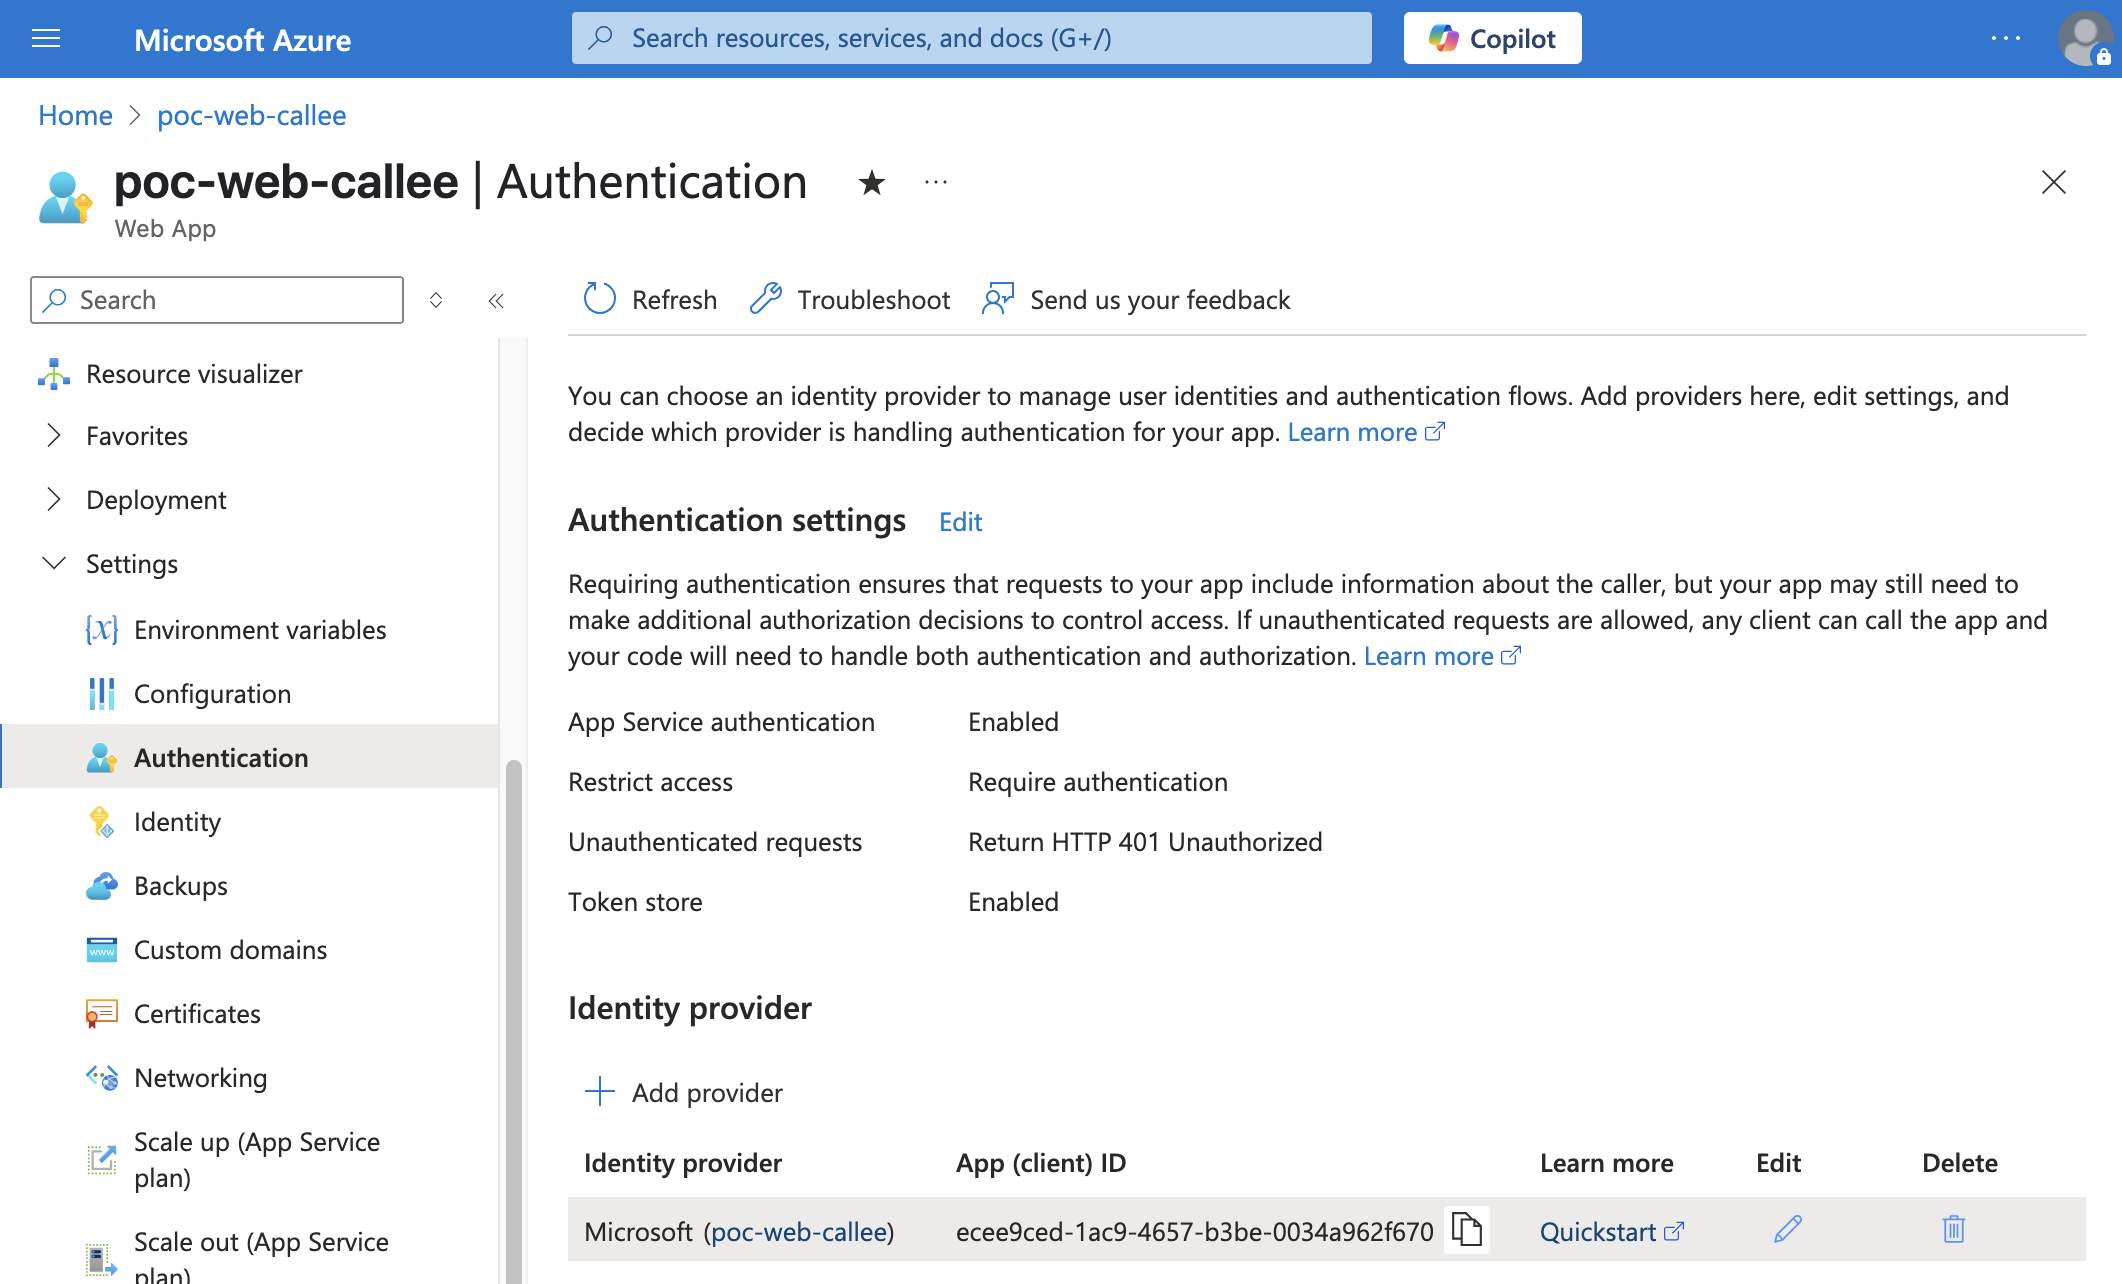 Microsoft Azure
Search resources, services, and docs (G+/)
Copilot
Home > poc-web-callee
poc-web-callee | Authentication
Web App
Search
Resource visualizer
Favorites
Deployment
Settings
Environment variables
Configuration
Authentication
Identity
Backups
Custom domains
Certificates
Networking
Scale up (App Service
plan)
Scale out (App Service
plan)
Refresh
Troubleshoot
Send us your feedback
You can choose an identity provider to manage user identities and authentication flows. Add providers here, edit settings, and
decide which provider is handling authentication for your app. Learn more
Authentication settings Edit
Requiring authentication ensures that requests to your app include information about the caller, but your app may still need to
make additional authorization decisions to control access. If unauthenticated requests are allowed, any client can call the app and
your code will need to handle both authentication and authorization. Learn more
App Service authentication Enabled
Restrict access Require authentication
Unauthenticated requests Return HTTP 401 Unauthorized
Token store Enabled
Identity provider
Add provider
Identity provider App (client) ID Learn more Edit Delete
Microsoft (poc-web-callee) ecee9ced-1ac9-4657-b3be-0034a962f670 Quickstart